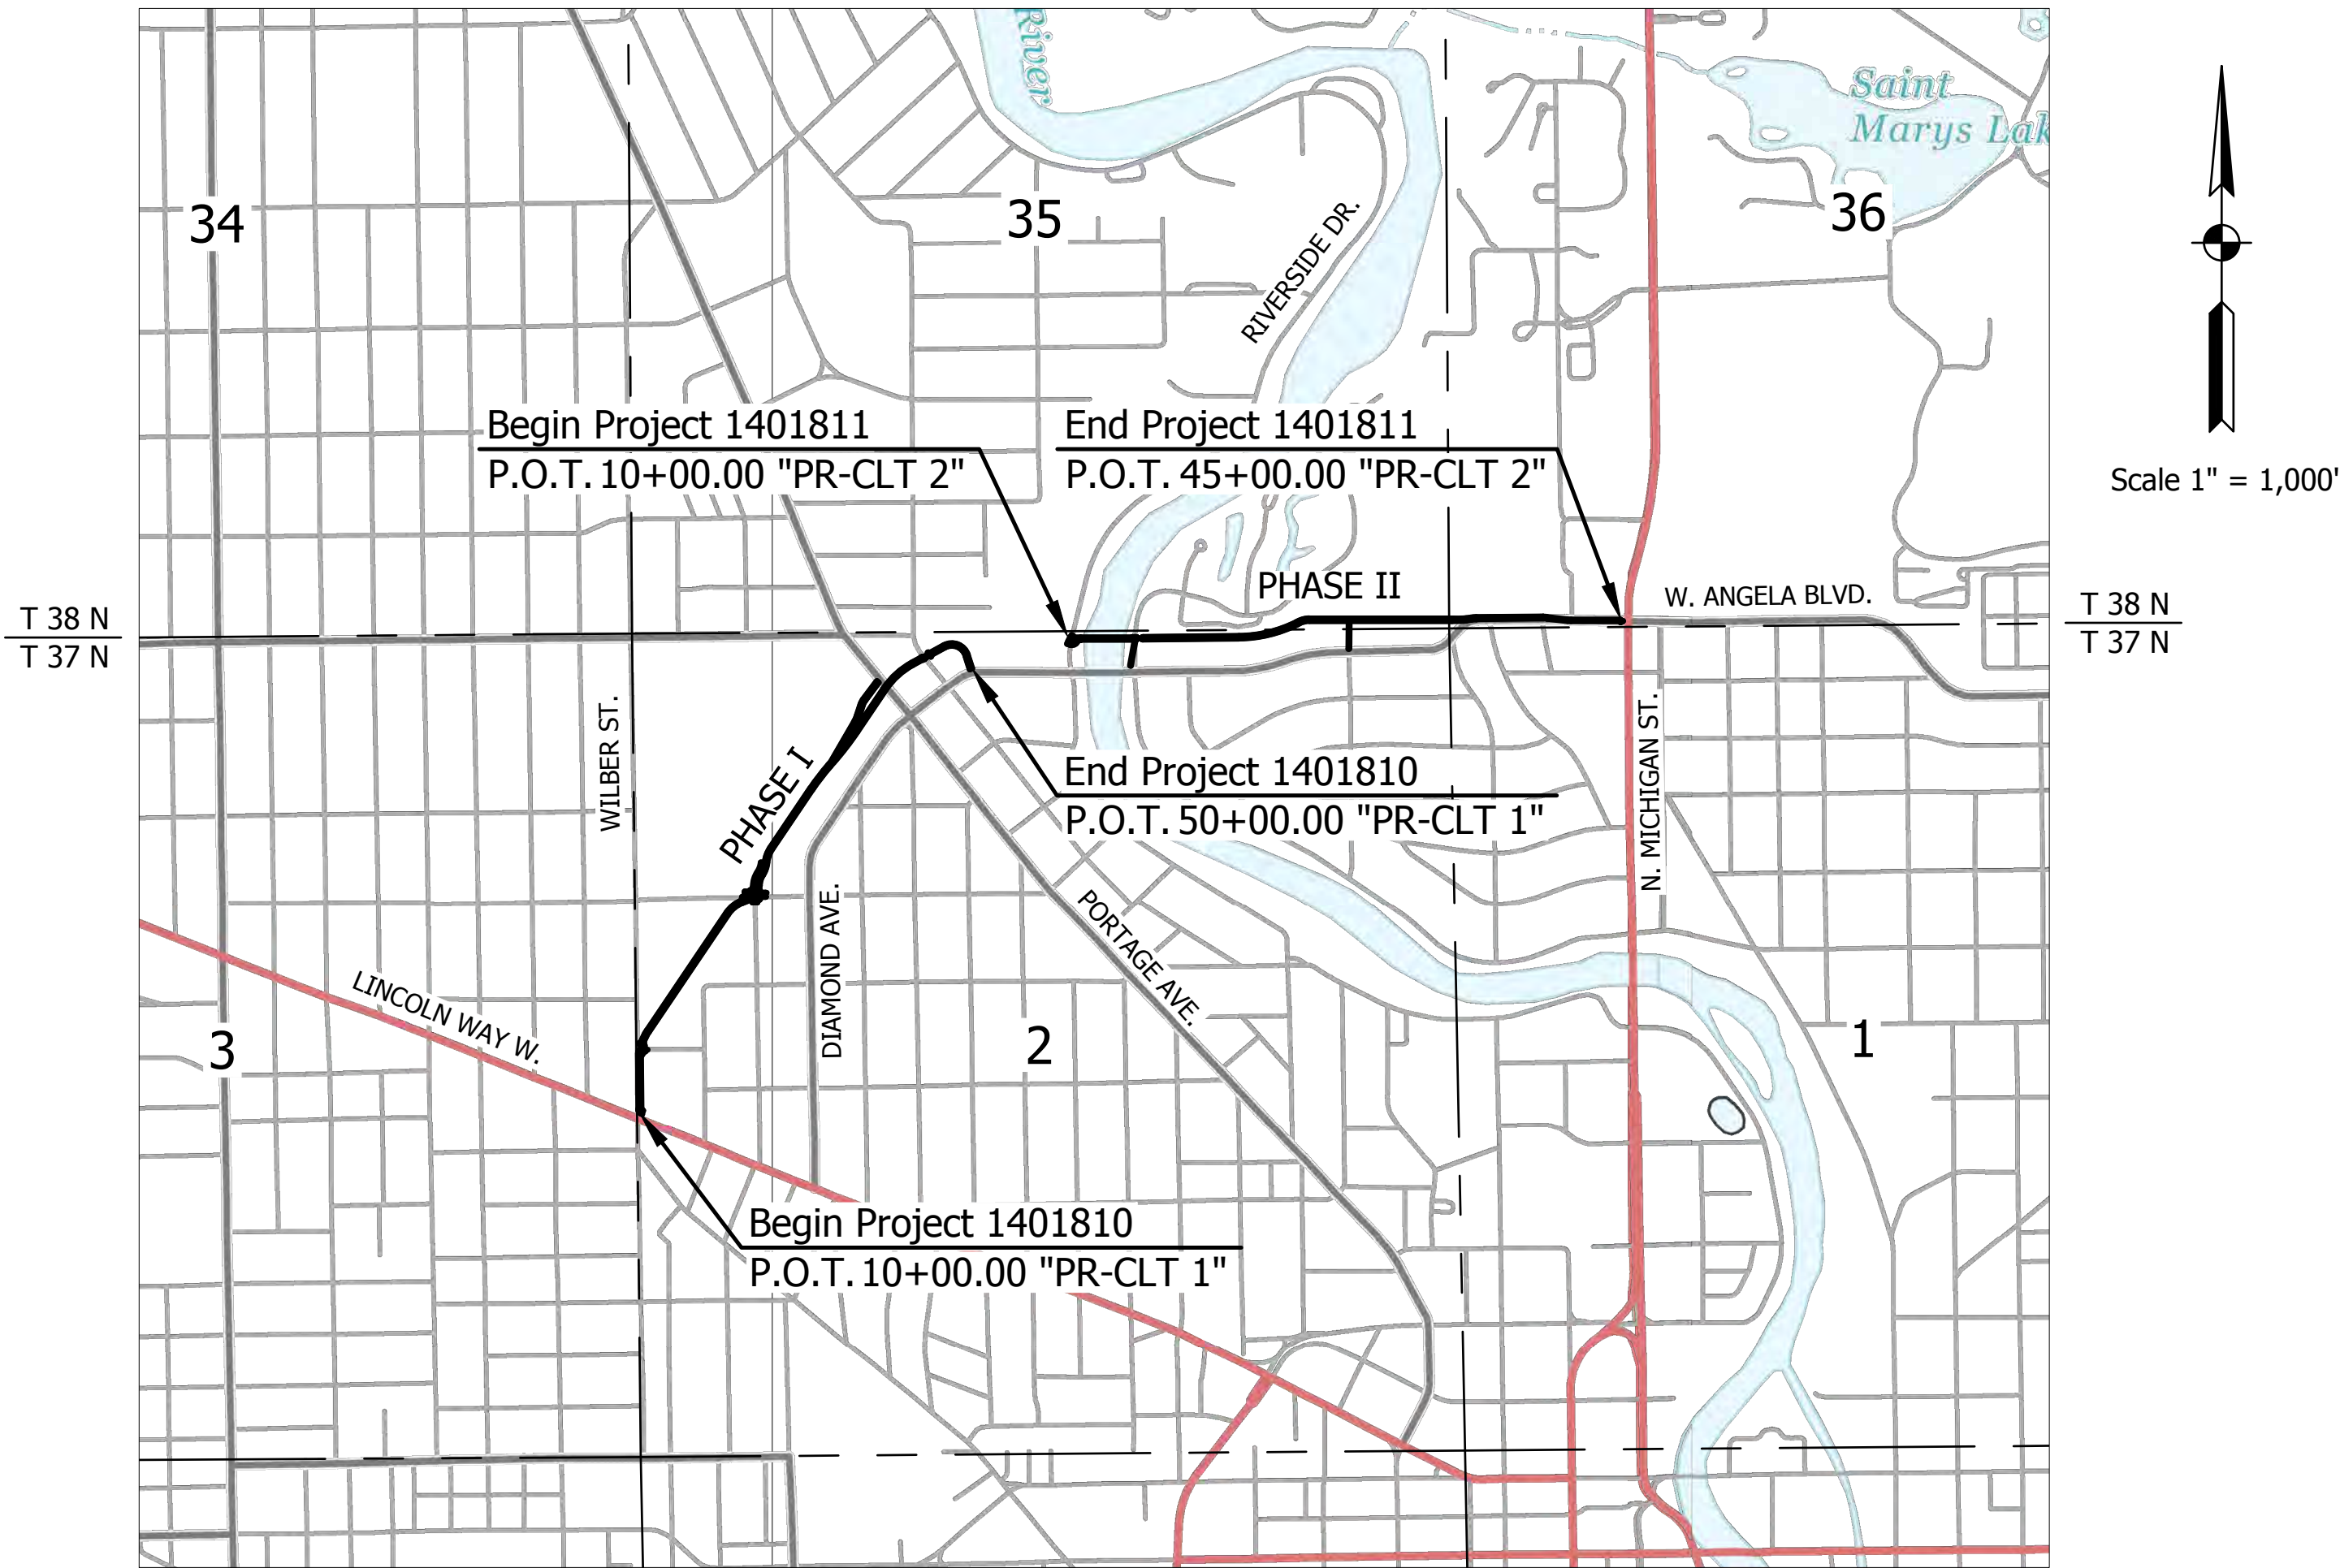 River
Saint
Marys Lak
34
35
36
RIVERSIDE DR.
Begin Project 1401811
P.O.T. 10+00.00 "PR-CLT 2"
End Project 1401811
P.O.T. 45+00.00 "PR-CLT 2"
Scale 1" = 1,000'
PHASE II
W. ANGELA BLVD.
T 38 N
T 37 N
T 38 N
T 37 N
WILBER ST.
PHASE I
End Project 1401810
P.O.T. 50+00.00 "PR-CLT 1"
N. MICHIGAN ST.
DIAMOND AVE.
PORTAGE AVE.
LINCOLN WAY W.
3
2
1
Begin Project 1401810
P.O.T. 10+00.00 "PR-CLT 1"